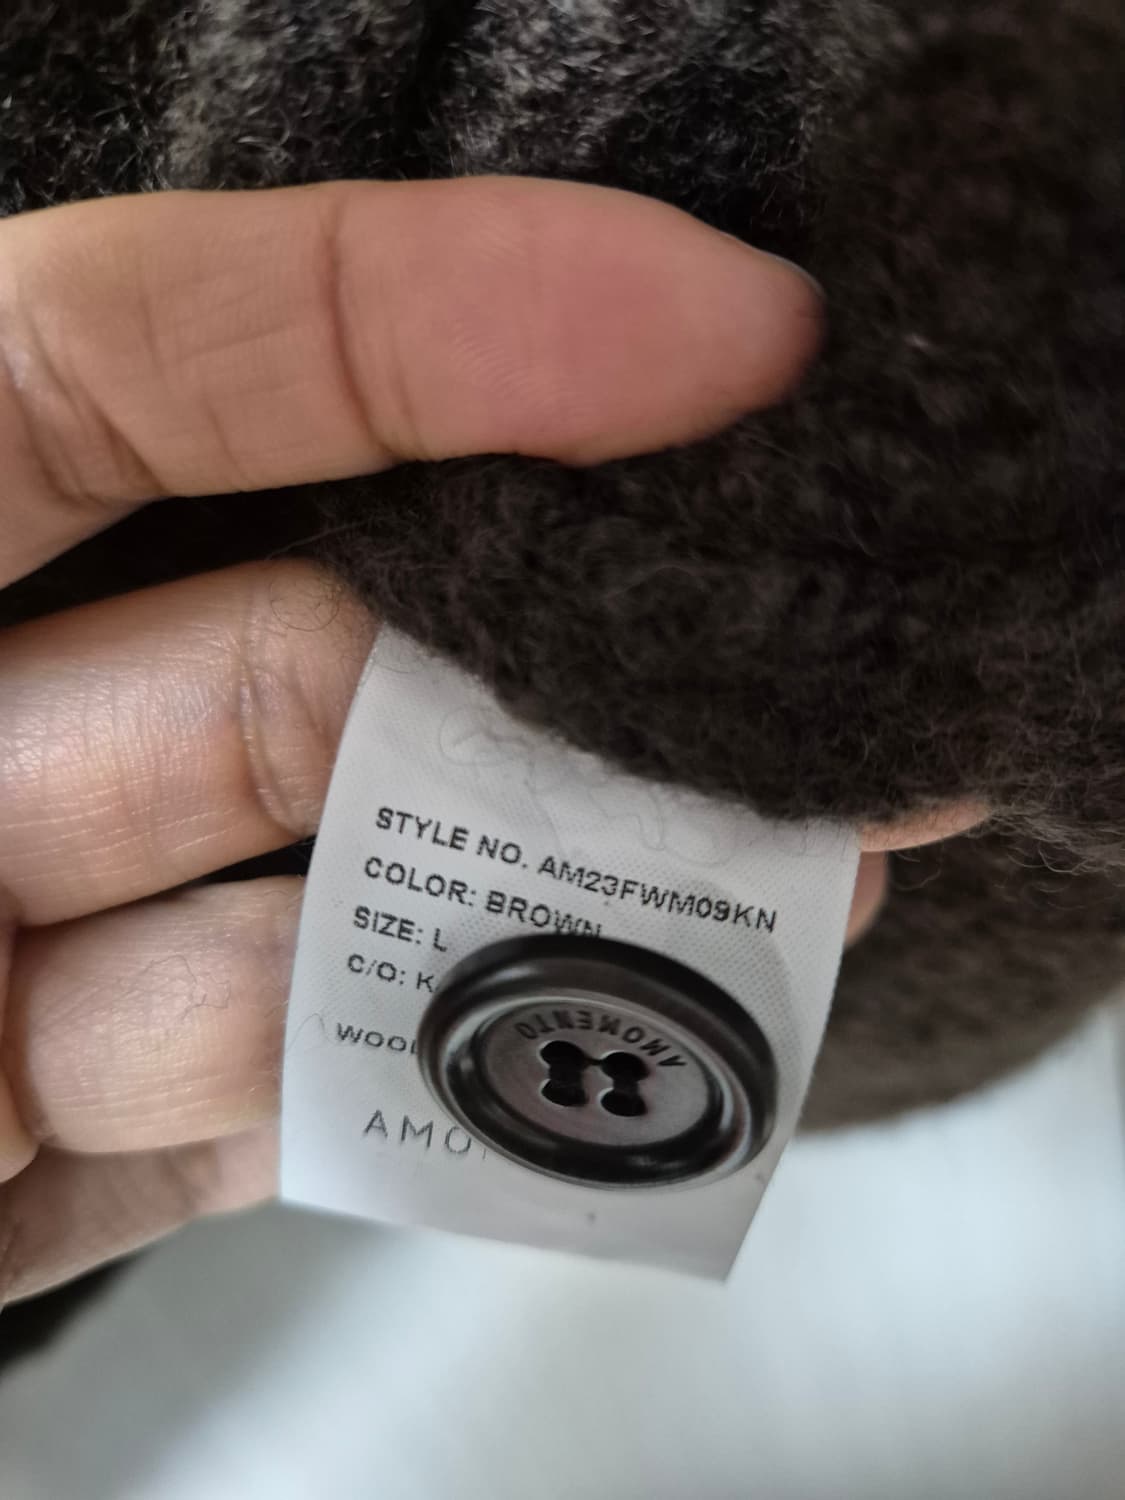 STYLE NO. AM23FWM09KN
COLOR: BROWN
SIZE: L
C/O: K
WOOL
AMO
AMOMENTO